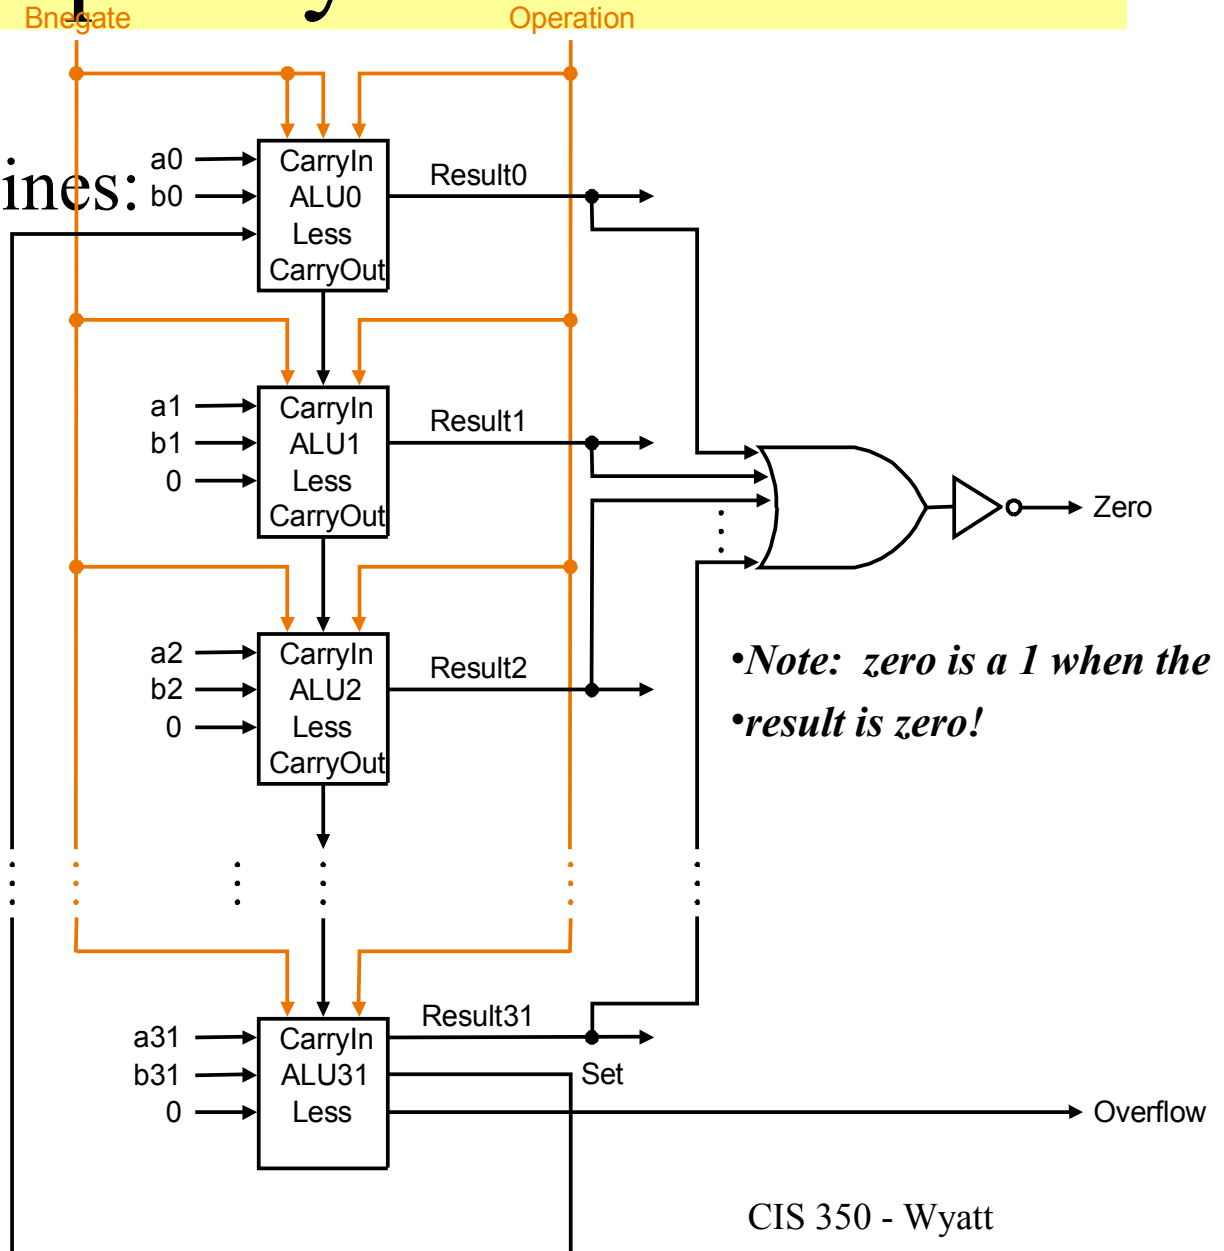 Bnegate
Operation
ines:
a0
b0
CarryIn
ALU0
Less
CarryOut
Result0
a1
b1
0
CarryIn
ALU1
Less
CarryOut
Result1
Zero
a2
b2
0
CarryIn
ALU2
Less
CarryOut
Result2
•Note: zero is a 1 when the
•result is zero!
a31
b31
0
CarryIn
ALU31
Less
Result31
Set
Overflow
CIS 350 - Wyatt